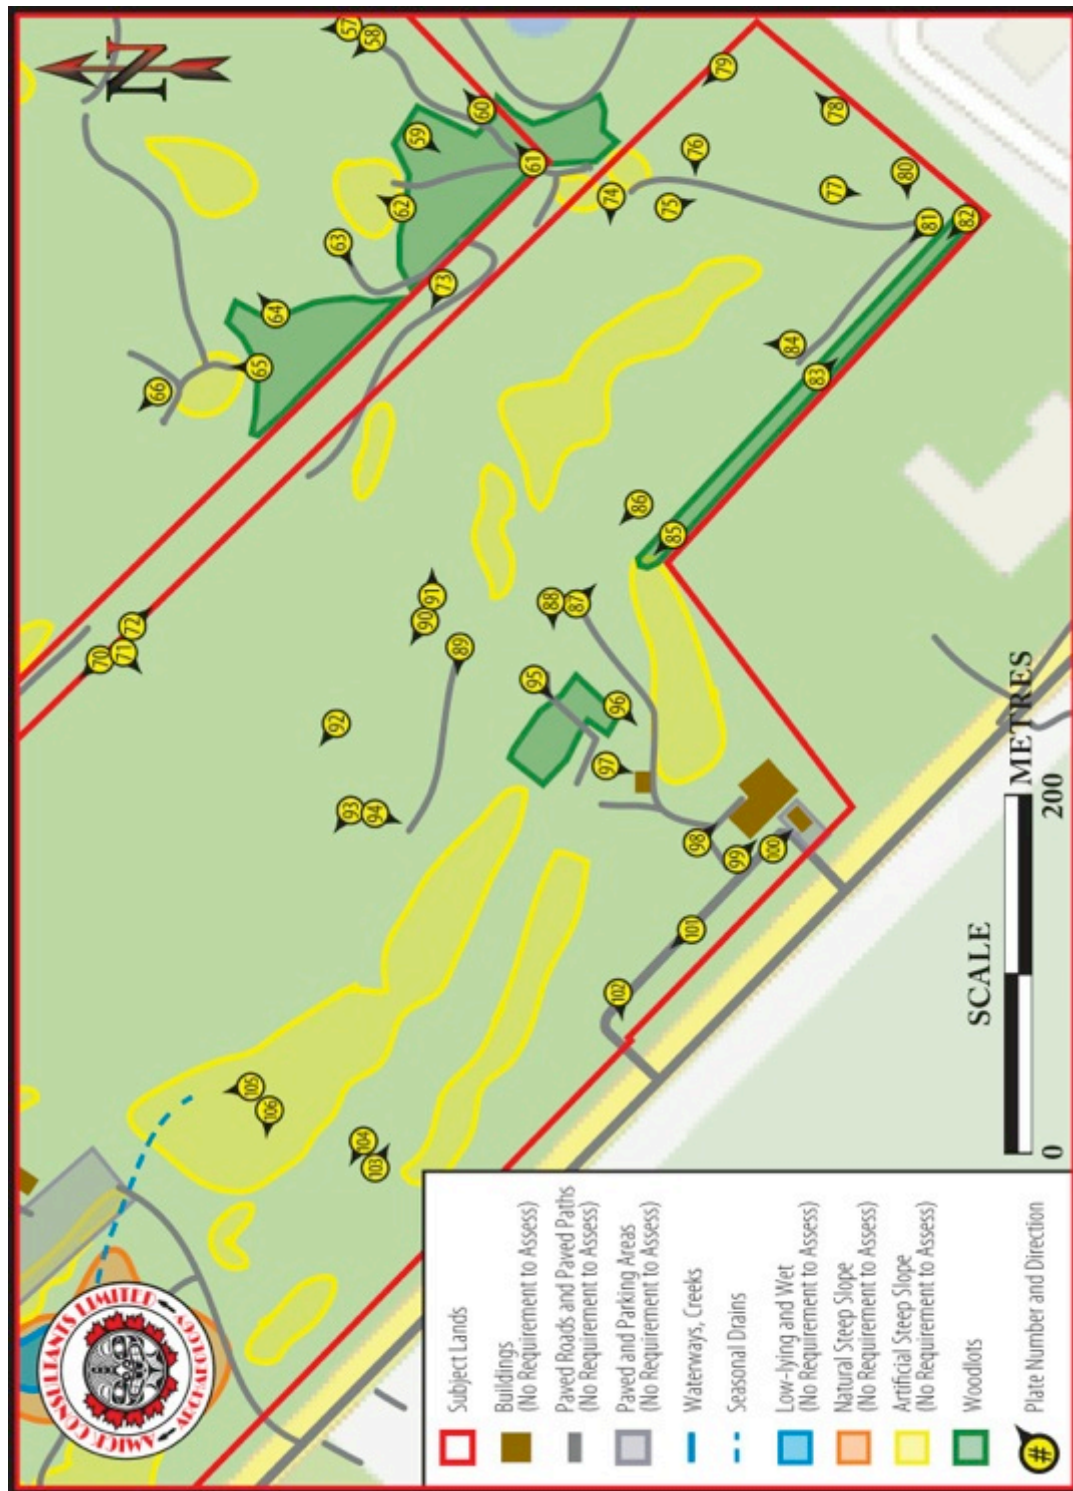 N
57
58
59
60
61
62
63
64
65
66
70
71
72
73
74
75
76
77
78
79
80
81
82
83
84
85
86
87
88
89
90
91
92
93
94
95
96
97
98
99
100
101
102
103
104
105
106
AMICK CONSULTANTS LIMITED
ARCHAEOLOGY
Subject Lands
Buildings
(No Requirement to Assess)
Paved Roads and Paved Paths
(No Requirement to Assess)
Paved and Parking Areas
(No Requirement to Assess)
Waterways, Creeks
Seasonal Drains
Low-lying and Wet
(No Requirement to Assess)
Natural Steep Slope
(No Requirement to Assess)
Artificial Steep Slope
(No Requirement to Assess)
Woodlots
# Plate Number and Direction
SCALE
0 200
METRES